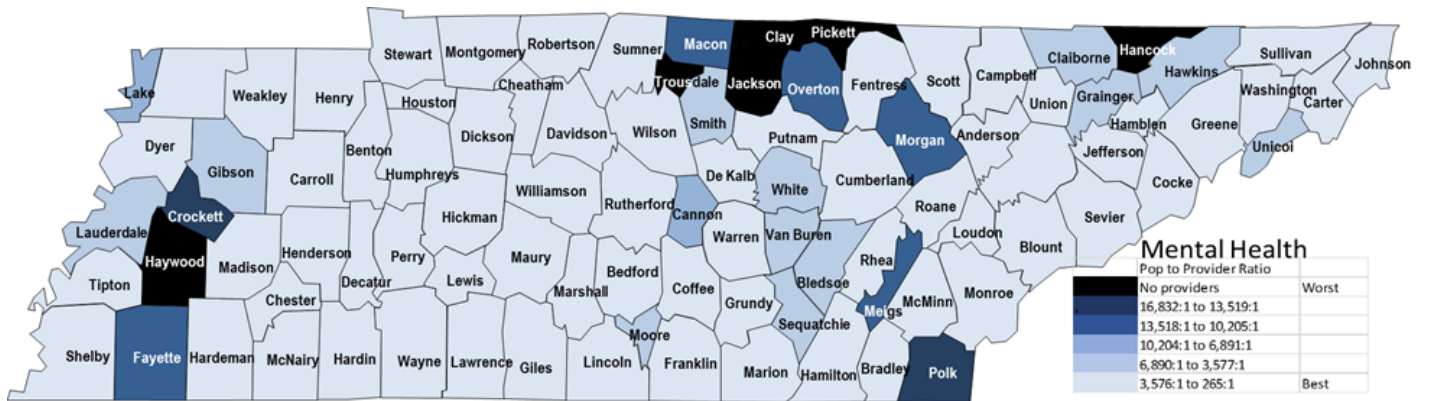 Stewart
Montgomery
Robertson
Sumner
Macon
Clay
Pickett
Hancock
Claiborne
Hawkins
Sullivan
Johnson
Lake
Weakley
Henry
Houston
Cheatham
Trousdale
Jackson
Overton
Fentress
Scott
Campbell
Union
Grainger
Hamblen
Washington
Carter
Greene
Unicoi
Dyer
Gibson
Carroll
Benton
Humphreys
Dickson
Davidson
Wilson
Smith
Putnam
Morgan
Anderson
Jefferson
Cocke
Crockett
Lauderdale
Haywood
Tipton
Madison
Henderson
Decatur
Perry
Hickman
Lewis
Williamson
Maury
Rutherford
Cannon
De Kalb
White
Cumberland
Warren
Van Buren
Roane
Loudon
Blount
Sevier
Rhea
Bledsoe
Meigs
McMinn
Monroe
Chester
Marshall
Bedford
Coffee
Grundy
Sequatchie
Moore
Shelby
Fayette
Hardeman
McNairy
Hardin
Wayne
Lawrence
Giles
Lincoln
Franklin
Marion
Hamilton
Bradley
Polk
Mental Health
Pop to Provider Ratio
No providers Worst
16,832:1 to 13,519:1
13,518:1 to 10,205:1
10,204:1 to 6,891:1
6,890:1 to 3,577:1
3,576:1 to 265:1 Best